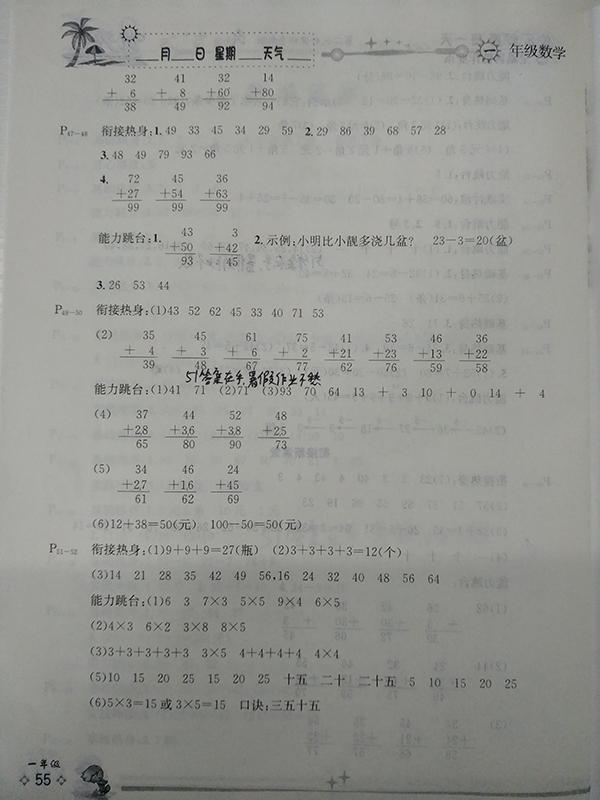 ___月___日 星期___天气___
一 年级数学
32 41 32 14
+ 6 + 8 +60 +80
38 49 92 94
P47-48 衔接热身:1.49 33 45 34 29 59 2.29 86 39 68 57 28
3.48 49 79 93 66
4. 72 45 36
+27 +54 +63
99 99 99
能力跳台:1. 43 3 2.示例:小明比小靓多浇几盆? 23-3=20(盆)
+50 +42
93 45
3.26 53 44
P49-50 衔接热身:(1)43 52 62 45 33 40 71 53
(2) 35 45 61 75 41 53 46 36
+ 4 + 3 + 6 + 2 +21 +23 +13 +22
39 48 67 77 62 76 59 58
51答案在手,暑假作业不愁
能力跳台:(1)41 71 (2)71 (3)93 70 64 13 + 3 10 + 0 14 + 4
(4) 37 44 52 48
+28 +36 +38 +25
65 80 90 73
(5) 34 46 24
+27 +16 +45
61 62 69
(6)12+38=50(元) 100-50=50(元)
P51-52 衔接热身:(1)9+9+9=27(瓶) (2)3+3+3+3=12(个)
(3)14 21 28 35 42 49 56,16 24 32 40 48 56 64
能力跳台:(1)6 3 7×3 5×5 9×4 6×5
(2)4×3 6×2 3×8 8×5
(3)3+3+3+3+3 3×5 4+4+4+4 4×4
(5)10 15 20 25 15 20 25 十五 二十 二十五 5 10 15 20 25
(6)5×3=15或3×5=15 口诀:三五十五
一年级
55